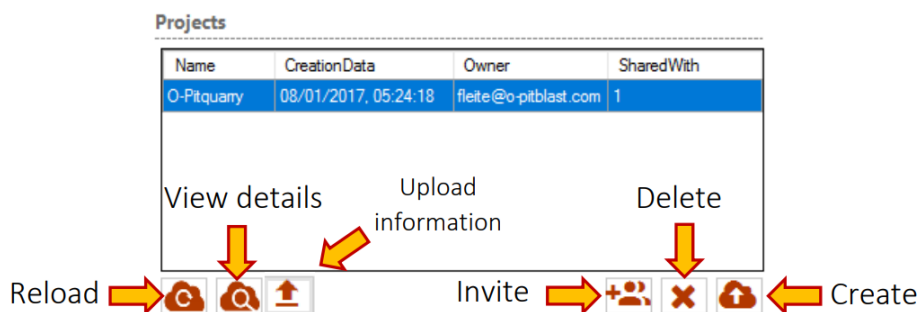 Projects
Name CreationData Owner SharedWith
O-Pitquarry 08/01/2017, 05:24:18 fleite@o-pitblast.com 1
View details
Upload
information
Delete
Reload
Invite
Create